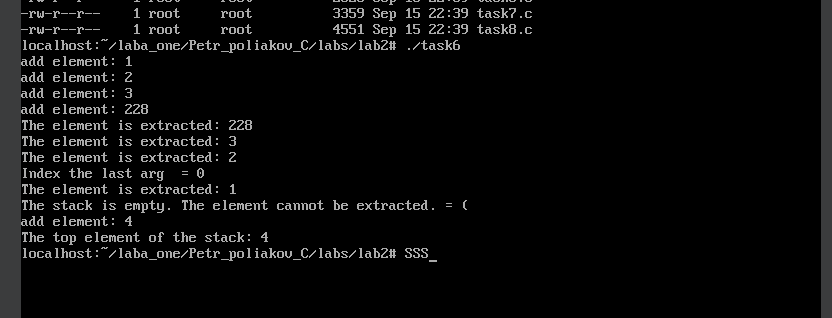 -rw-r--r-- 1 root root 3359 Sep 15 22:39 task7.c
-rw-r--r-- 1 root root 4551 Sep 15 22:39 task8.c
localhost:~/laba_one/Petr_poliakov_C/labs/lab2# ./task6
add element: 1
add element: 2
add element: 3
add element: 228
The element is extracted: 228
The element is extracted: 3
The element is extracted: 2
Index the last arg  = 0
The element is extracted: 1
The stack is empty. The element cannot be extracted. = (
add element: 4
The top element of the stack: 4
localhost:~/laba_one/Petr_poliakov_C/labs/lab2# SSS_